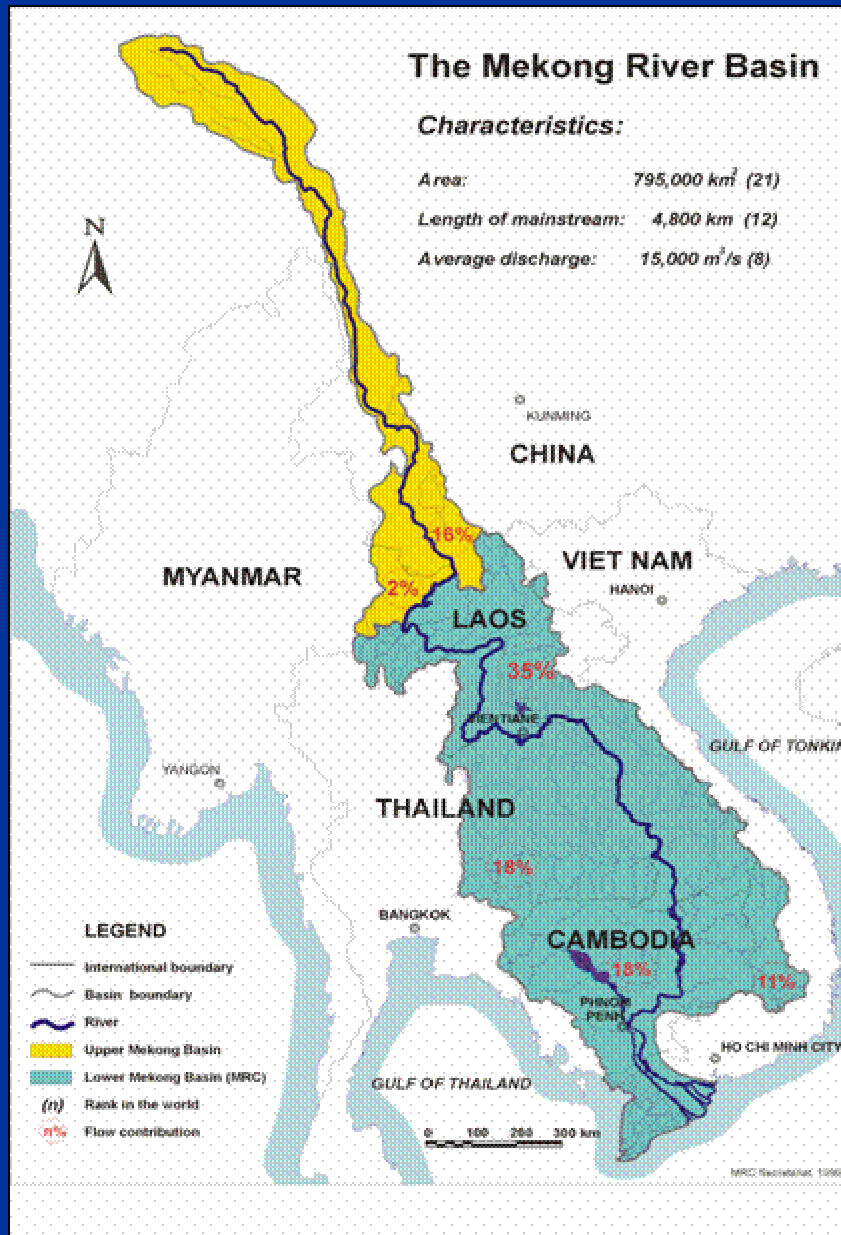 The Mekong River Basin
Characteristics:
Area: 795,000 km² (21)
Length of mainstream: 4,800 km (12)
Average discharge: 15,000 m³/s (8)
N
KUNMING
CHINA
16%
MYANMAR
2%
VIET NAM
HANOI
LAOS
35%
VIENTIANE
GULF OF TONKIN
YANGON
THAILAND
18%
BANGKOK
CAMBODIA
18%
11%
PHNOM
PENH
HO CHI MINH CITY
GULF OF THAILAND
LEGEND
International boundary
Basin boundary
River
Upper Mekong Basin
Lower Mekong Basin (MRC)
(n) Rank in the world
n% Flow contribution
0 100 200 300 km
MRC Secretariat,